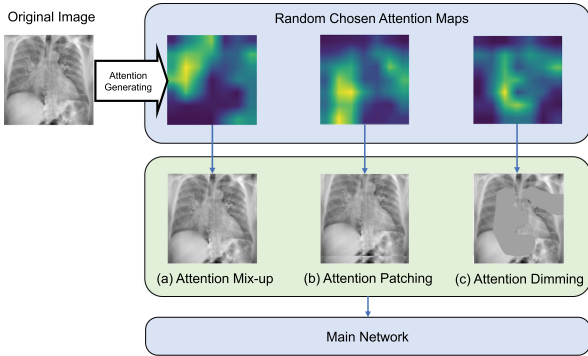 Original Image
Random Chosen Attention Maps
Attention
Generating
(a) Attention Mix-up
(b) Attention Patching
(c) Attention Dimming
Main Network